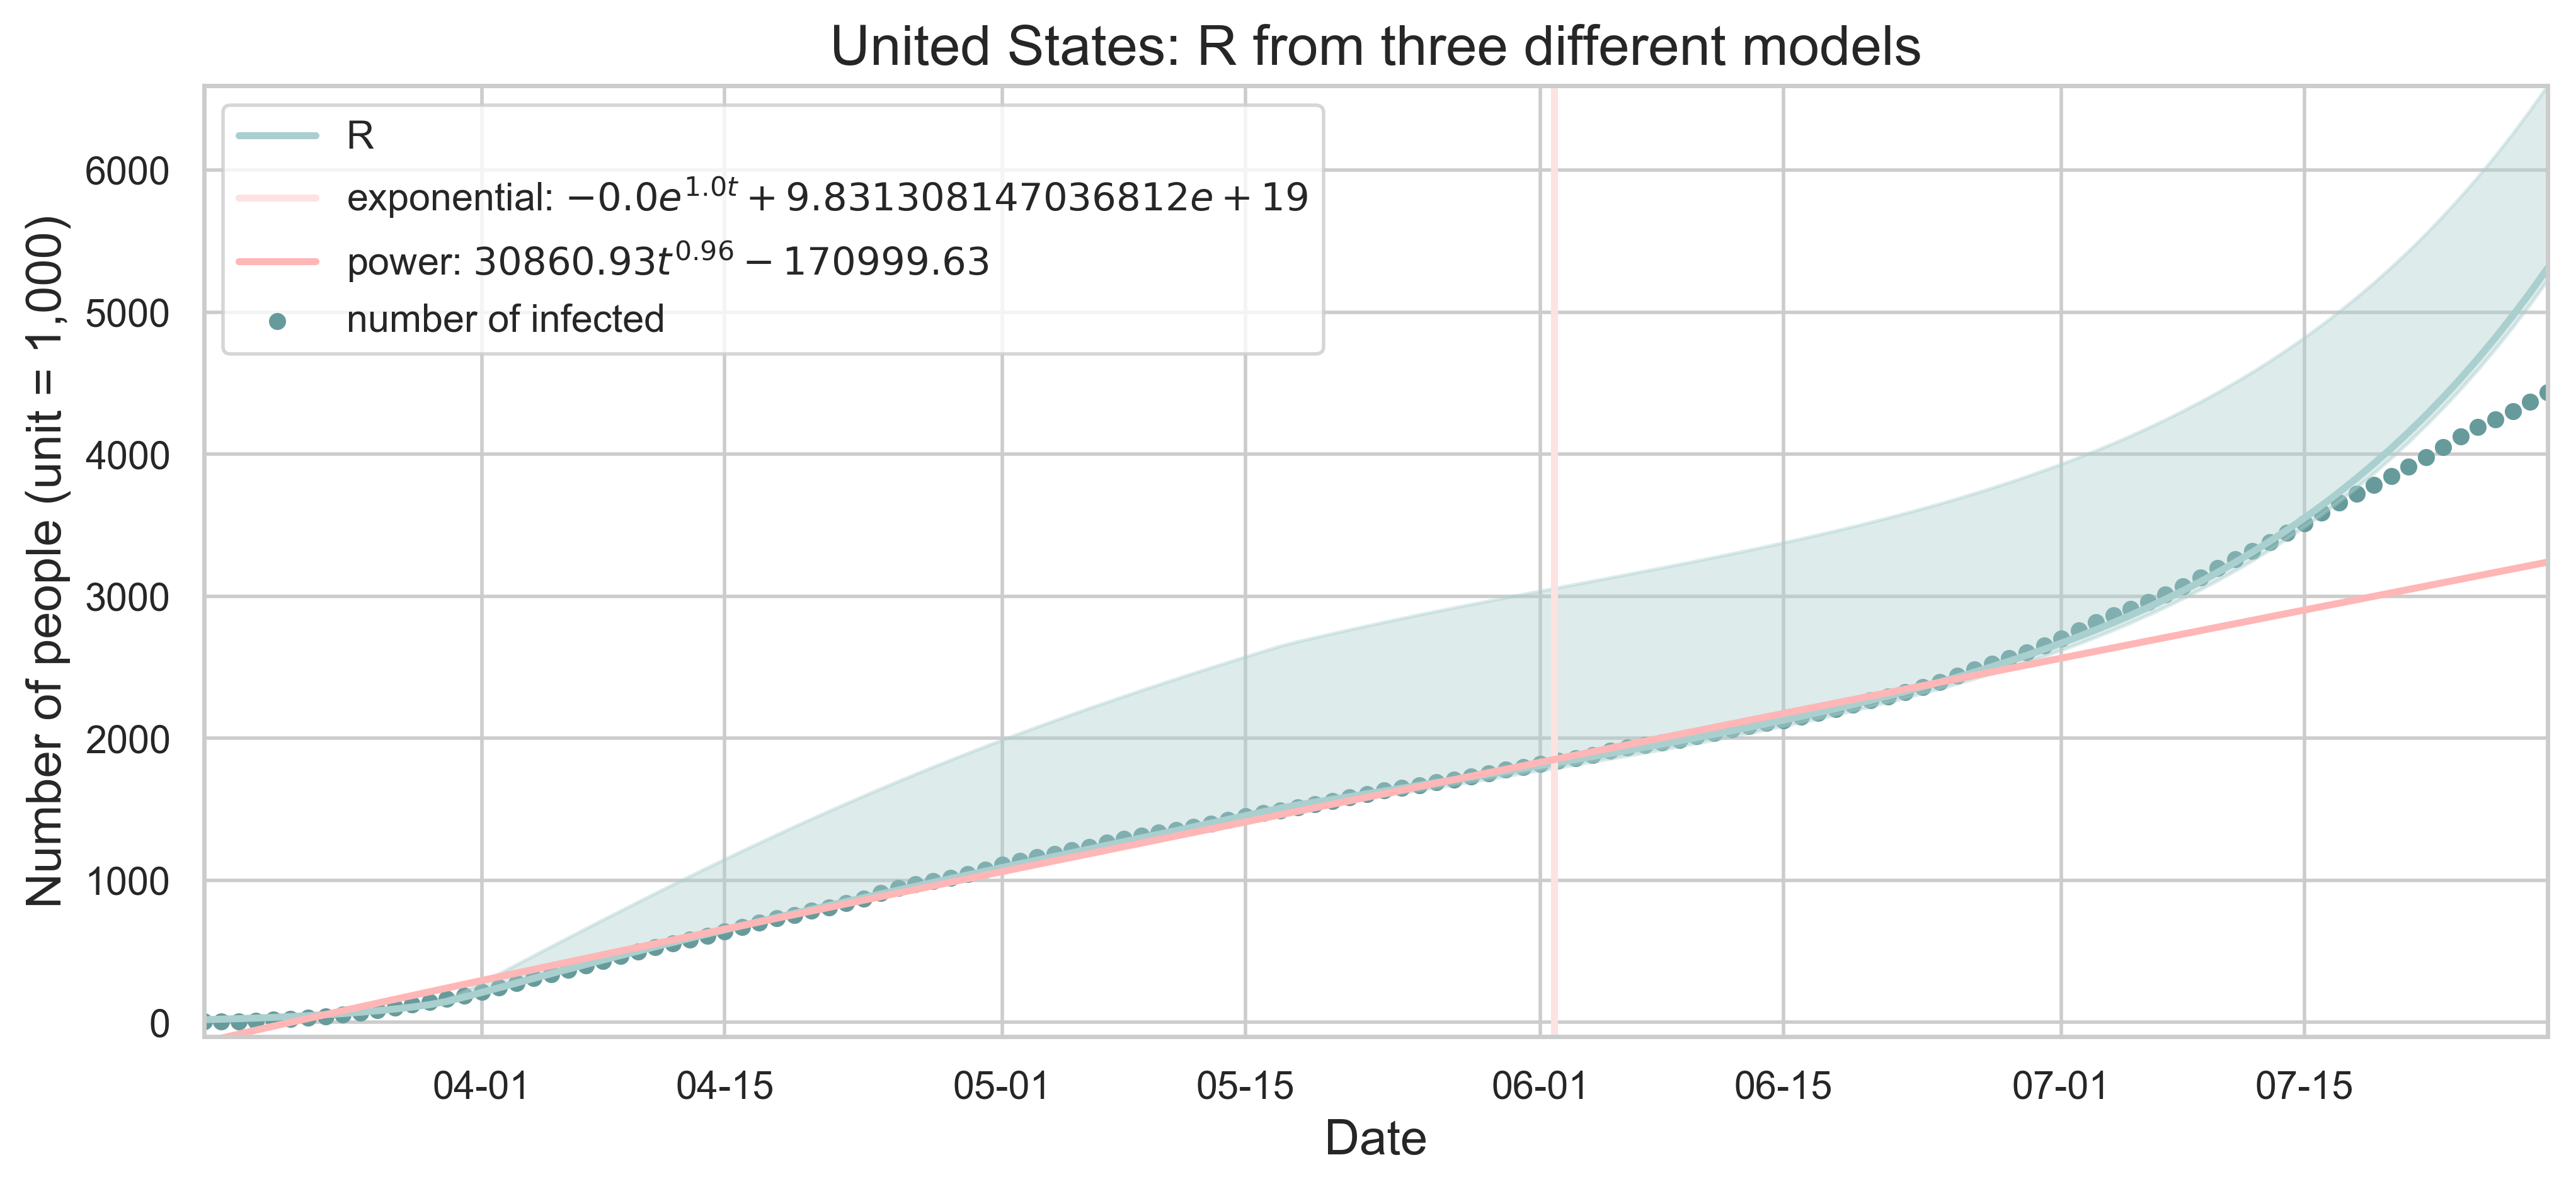 United States: R from three different models
R
exponential: −0.0e^{1.0t} + 9.831308147036812e + 19
power: 30860.93t^{0.96} − 170999.63
number of infected
Number of people (unit = 1,000)
6000
5000
4000
3000
2000
1000
0
04-01 04-15 05-01 05-15 06-01 06-15 07-01 07-15
Date